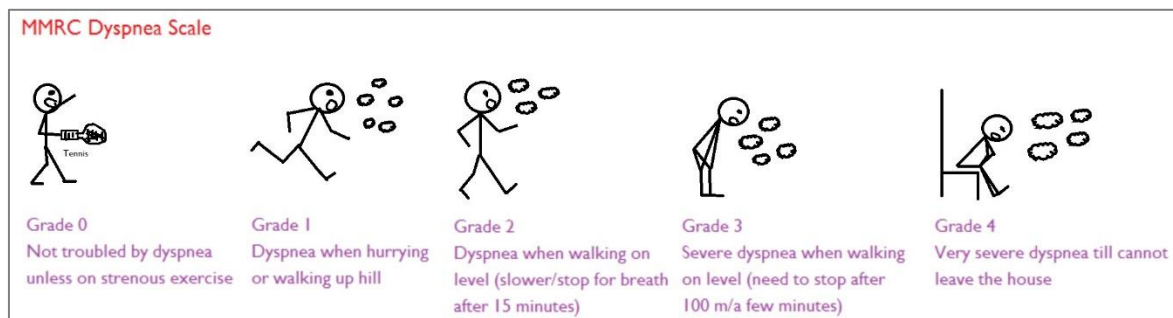 MMRC Dyspnea Scale
Tennis
Grade 0
Not troubled by dyspnea
unless on strenous exercise
Grade 1
Dyspnea when hurrying
or walking up hill
Grade 2
Dyspnea when walking on
level (slower/stop for breath
after 15 minutes)
Grade 3
Severe dyspnea when walking
on level (need to stop after
100 m/a few minutes)
Grade 4
Very severe dyspnea till cannot
leave the house